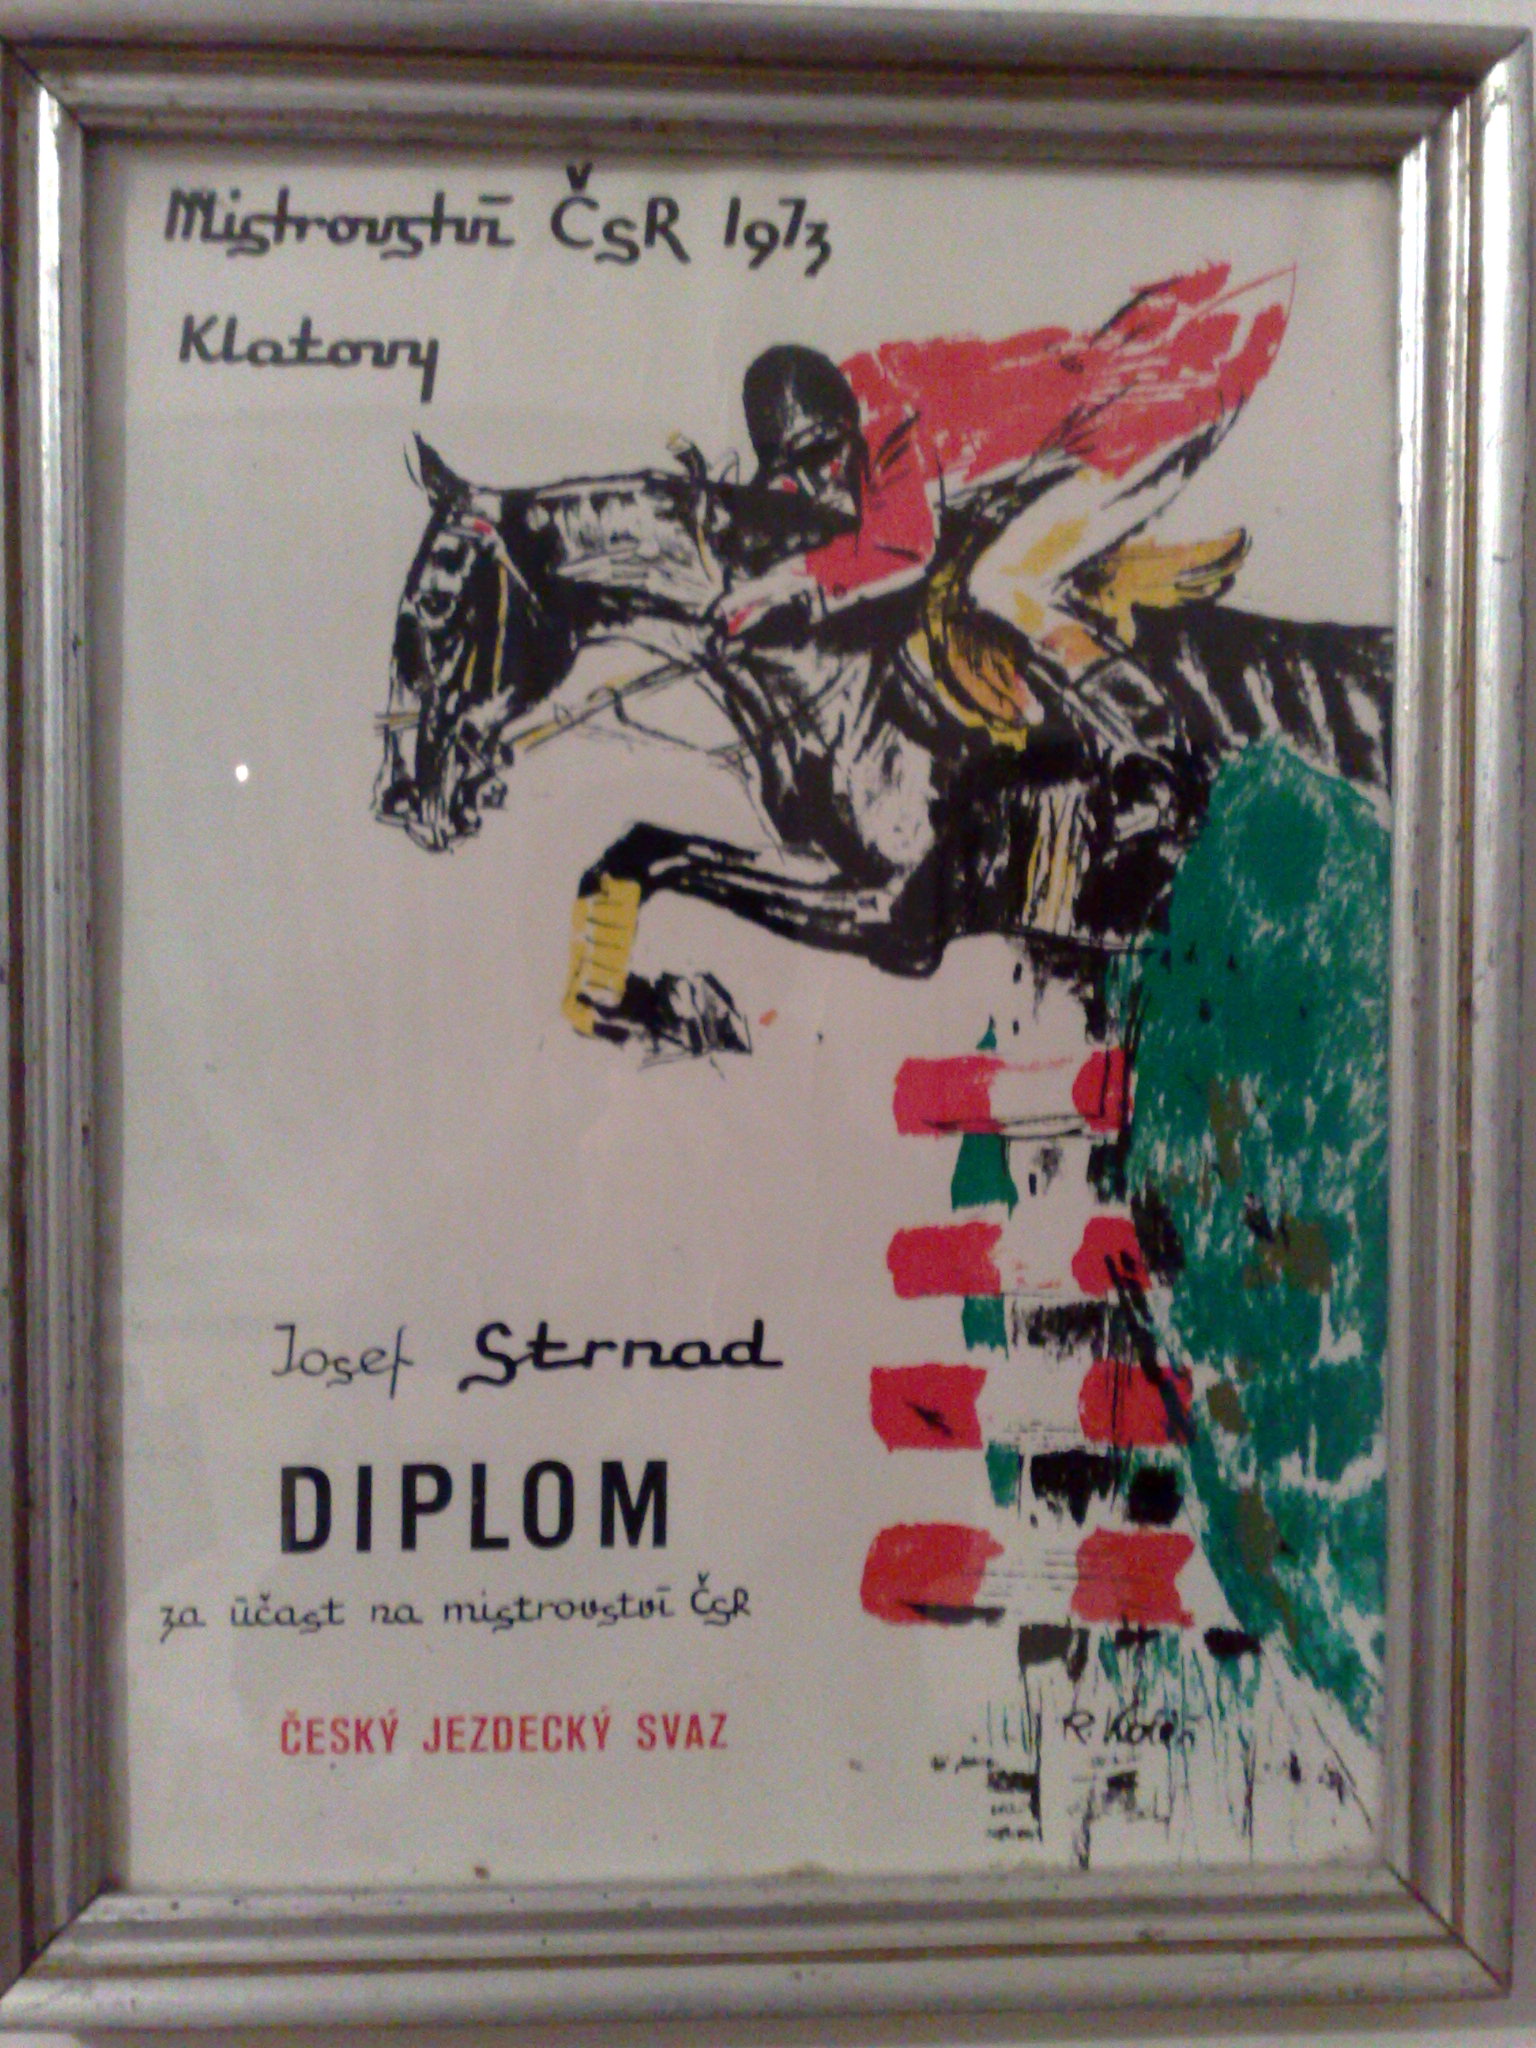 Mistrovství ČSR 1973
Klatovy
Josef Strnad
DIPLOM
za účast na mistrovství ČSR
ČESKÝ JEZDECKÝ SVAZ